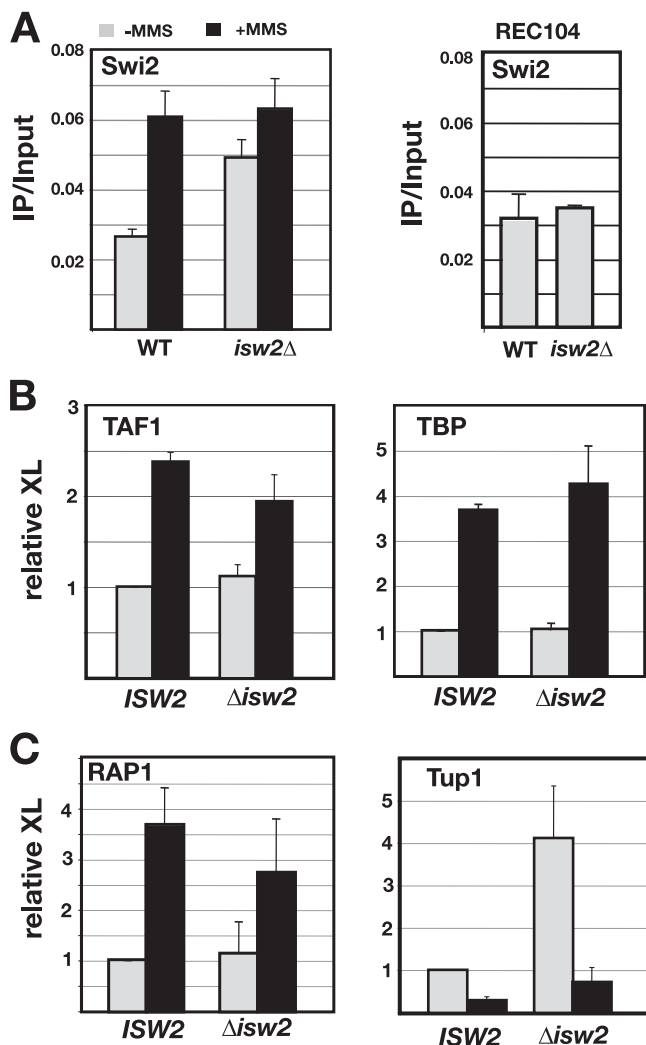 A
-MMS +MMS
REC104
0.08
Swi2
0.06
0.04
0.02
IP/Input
WT isw2Δ
0.08
Swi2
0.06
0.04
0.02
IP/Input
WT isw2Δ
B
3
TAF1
2
1
relative XL
ISW2 Δisw2
TBP
5
4
3
2
1
ISW2 Δisw2
C
RAP1
4
3
2
1
relative XL
ISW2 Δisw2
Tup1
5
4
3
2
1
ISW2 Δisw2